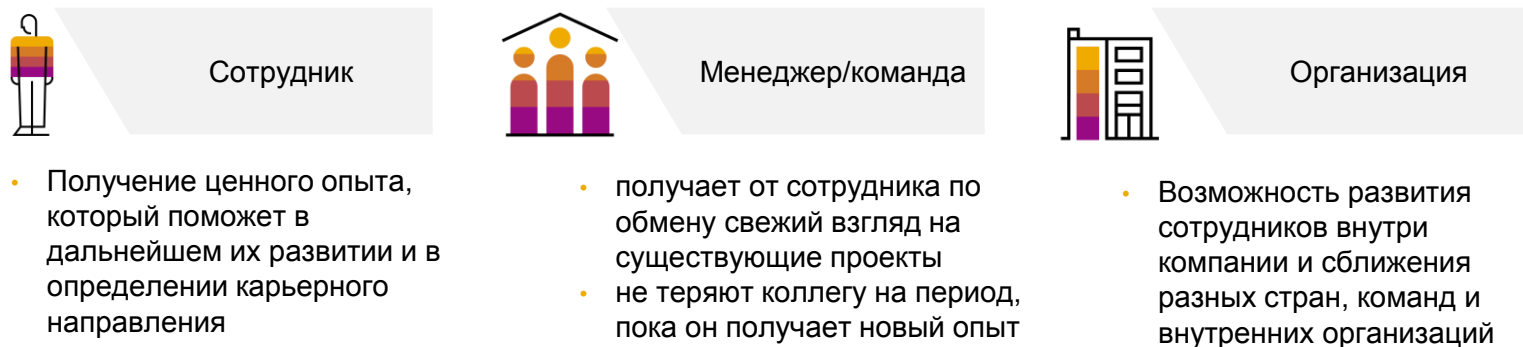 Сотрудник
• Получение ценного опыта,
который поможет в
дальнейшем их развитии и в
определении карьерного
направления
Менеджер/команда
• получает от сотрудника по
обмену свежий взгляд на
существующие проекты
• не теряют коллегу на период,
пока он получает новый опыт
Организация
• Возможность развития
сотрудников внутри
компании и сближения
разных стран, команд и
внутренних организаций